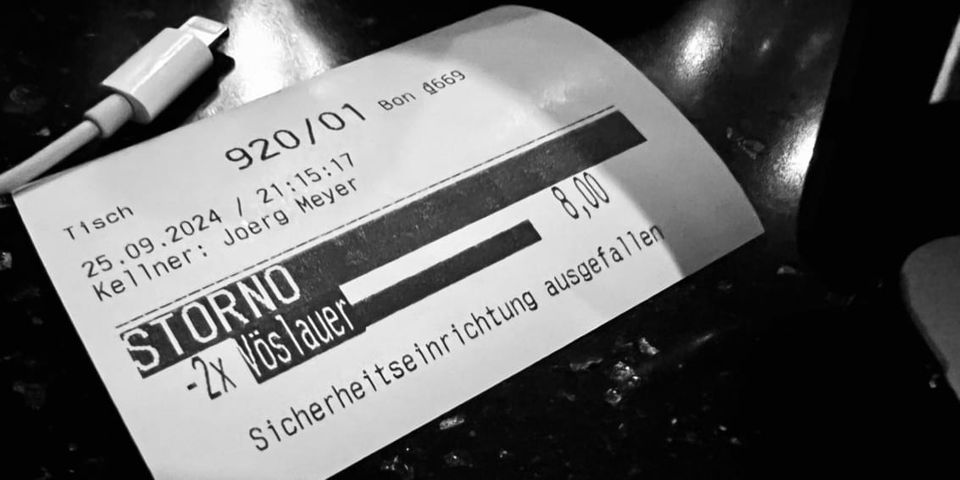 Tisch 920/01 Bon 1669
25.09.2024 / 21:15:17
Kellner: Joerg Meyer
STORNO
-2x Vöslauer 8,00
Sicherheitseinrichtung ausgefallen